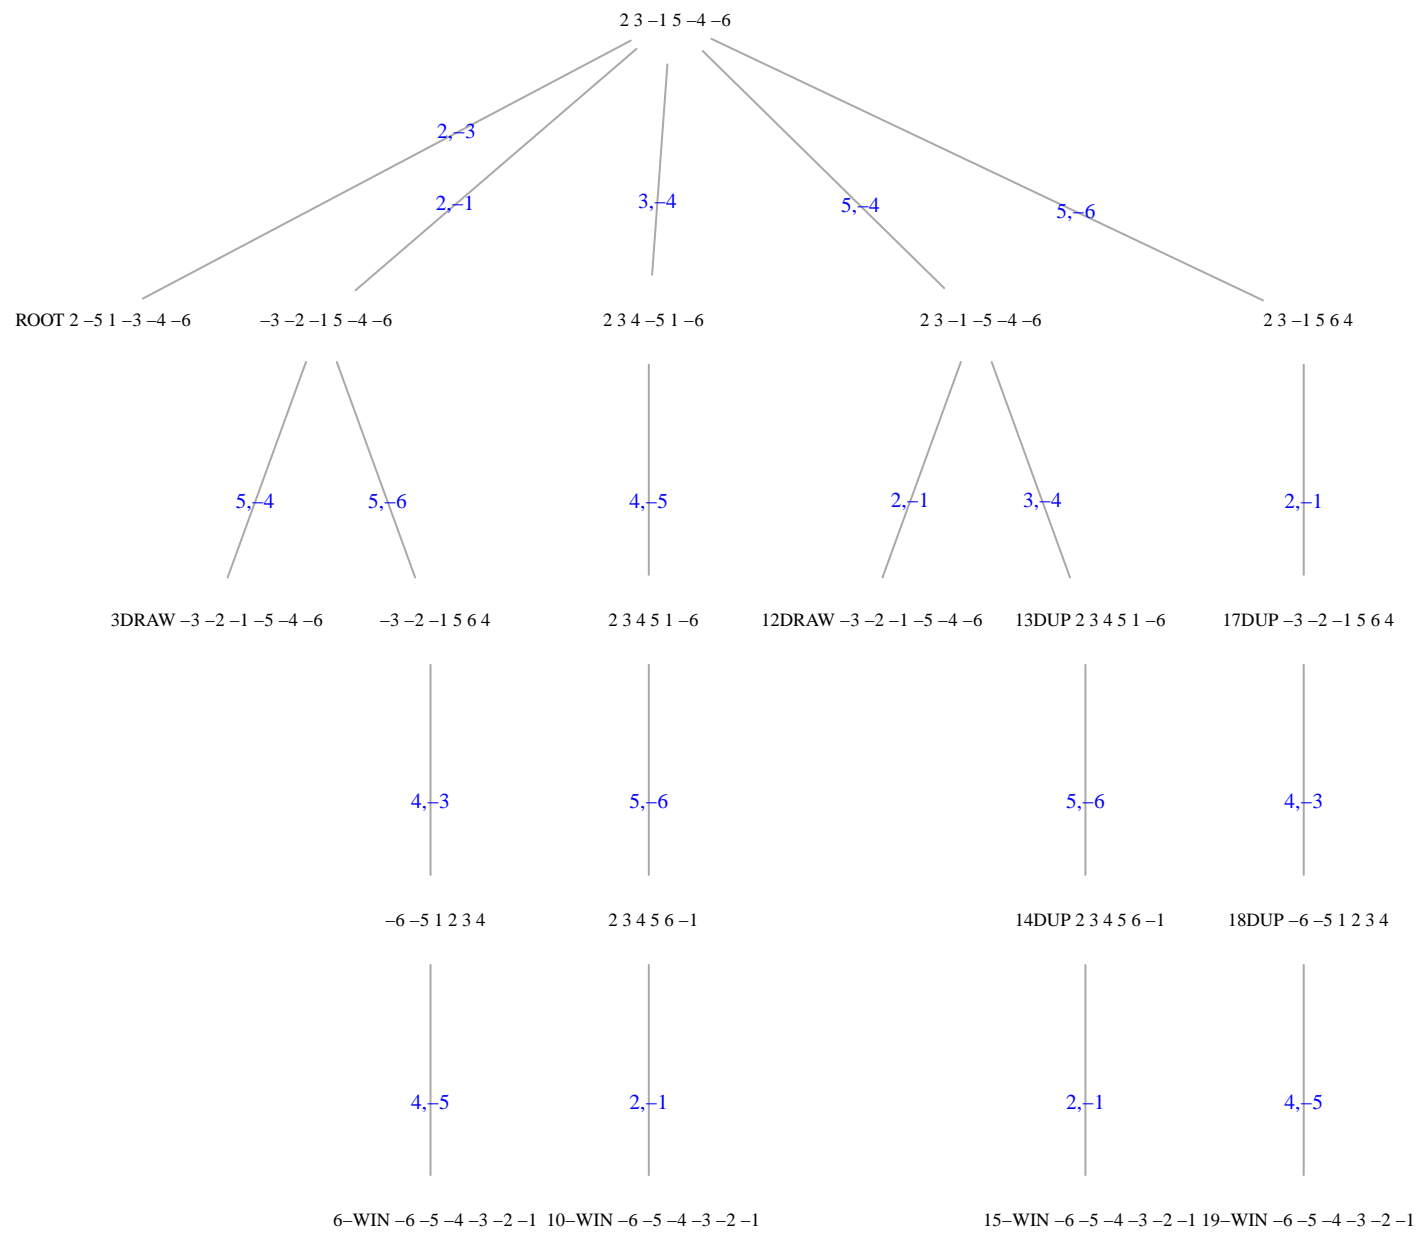 2 3 –1 5 –4 –6
2,–3
2,–1
3,–4
5,–4
5,–6
ROOT 2 –5 1 –3 –4 –6
–3 –2 –1 5 –4 –6
2 3 4 –5 1 –6
2 3 –1 –5 –4 –6
2 3 –1 5 6 4
5,–4
5,–6
4,–5
2,–1
3,–4
2,–1
3DRAW –3 –2 –1 –5 –4 –6
–3 –2 –1 5 6 4
2 3 4 5 1 –6
12DRAW –3 –2 –1 –5 –4 –6
13DUP 2 3 4 5 1 –6
17DUP –3 –2 –1 5 6 4
4,–3
5,–6
5,–6
4,–3
–6 –5 1 2 3 4
2 3 4 5 6 –1
14DUP 2 3 4 5 6 –1
18DUP –6 –5 1 2 3 4
4,–5
2,–1
2,–1
4,–5
6–WIN –6 –5 –4 –3 –2 –1
10–WIN –6 –5 –4 –3 –2 –1
15–WIN –6 –5 –4 –3 –2 –1
19–WIN –6 –5 –4 –3 –2 –1